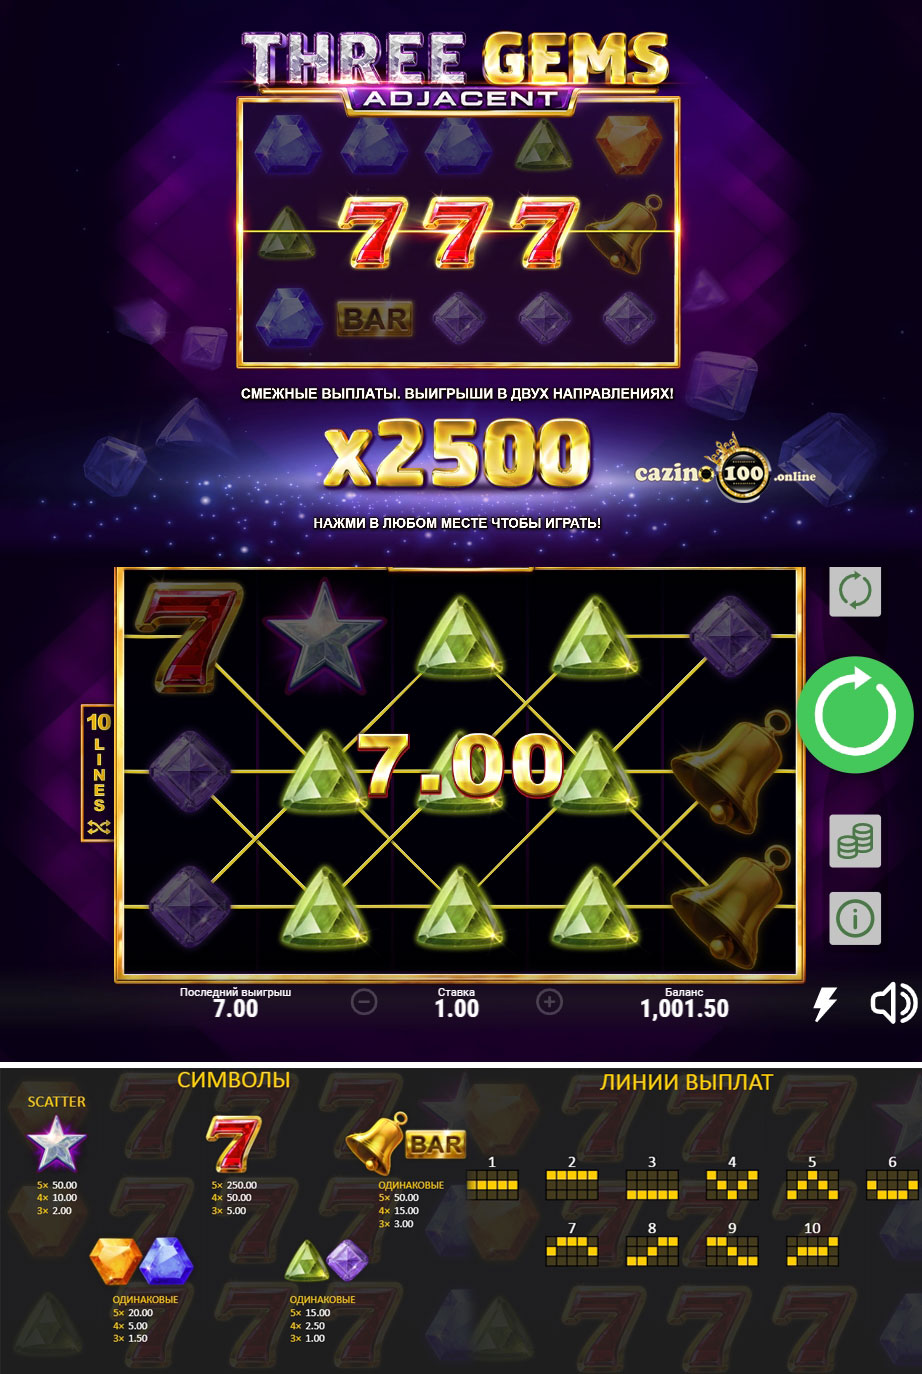 THREE GEMS
ADJACENT
777
BAR
СМЕЖНЫЕ ВЫПЛАТЫ. ВЫИГРЫШИ В ДВУХ НАПРАВЛЕНИЯХ!
x2500
cazino 100 .online
НАЖМИ В ЛЮБОМ МЕСТЕ ЧТОБЫ ИГРАТЬ!
7
10 LINES
7.00
Последний выигрыш
7.00
Ставка
1.00
Баланс
1,001.50
СИМВОЛЫ
SCATTER
5× 50.00
4× 10.00
3× 2.00
7
5× 250.00
4× 50.00
3× 5.00
BAR
ОДИНАКОВЫЕ
5× 50.00
4× 15.00
3× 3.00
ОДИНАКОВЫЕ
5× 20.00
4× 5.00
3× 1.50
ОДИНАКОВЫЕ
5× 15.00
4× 2.50
3× 1.00
ЛИНИИ ВЫПЛАТ
1 2 3 4 5 6
7 8 9 10